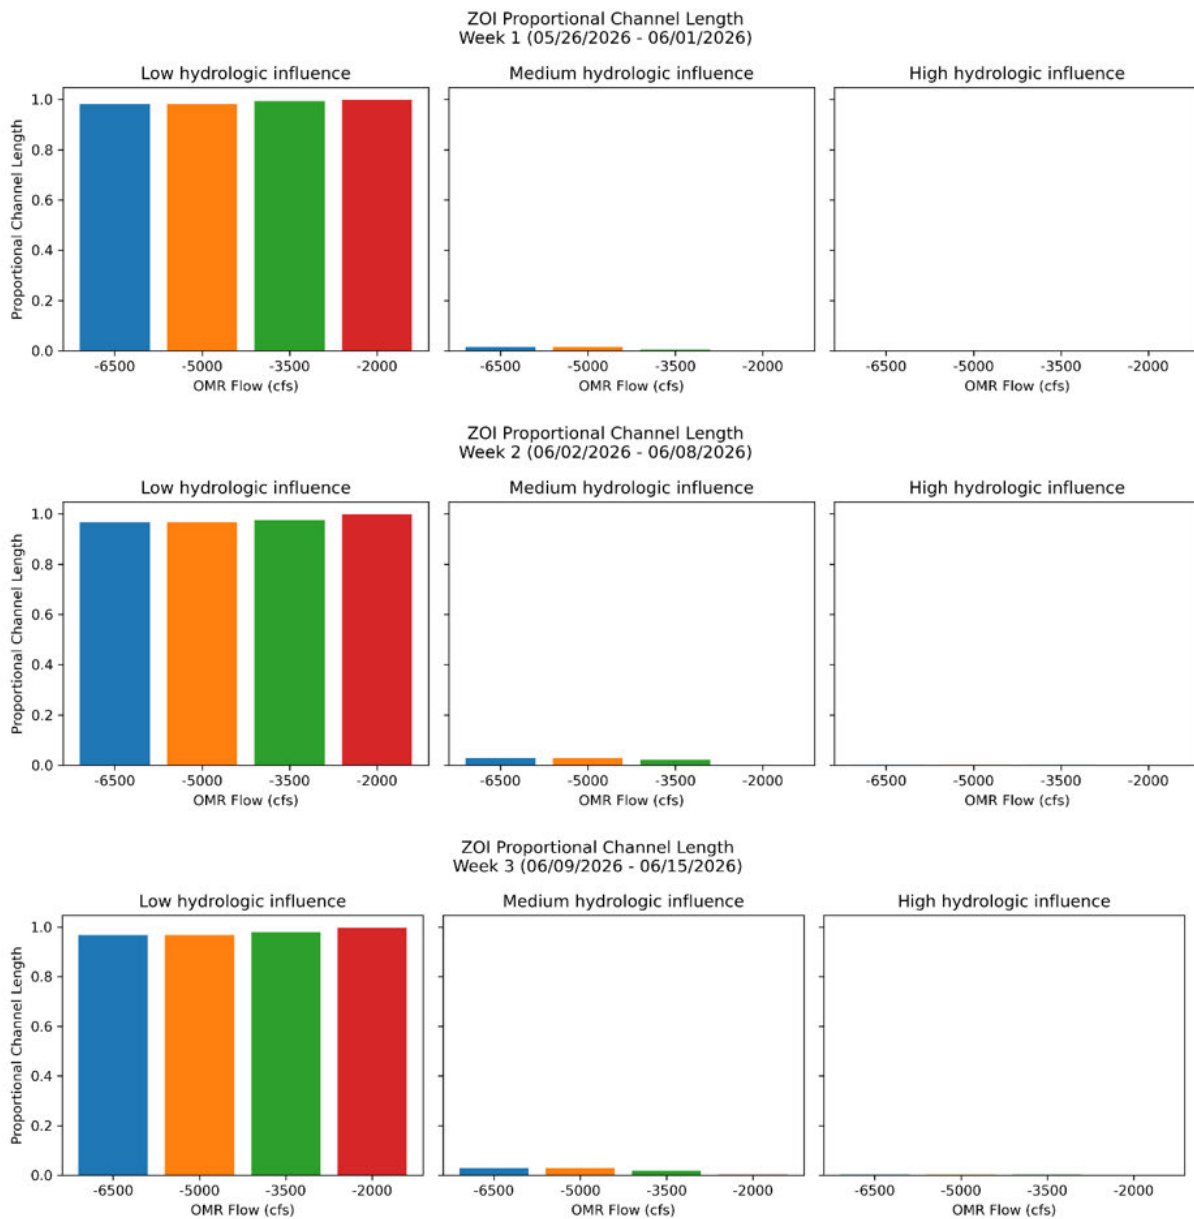 ZOI Proportional Channel Length
Week 1 (05/26/2026 - 06/01/2026)
Low hydrologic influence
Medium hydrologic influence
High hydrologic influence
Proportional Channel Length
1.0
0.8
0.6
0.4
0.2
0.0
-6500 -5000 -3500 -2000
OMR Flow (cfs)
-6500 -5000 -3500 -2000
OMR Flow (cfs)
-6500 -5000 -3500 -2000
OMR Flow (cfs)
ZOI Proportional Channel Length
Week 2 (06/02/2026 - 06/08/2026)
Low hydrologic influence
Medium hydrologic influence
High hydrologic influence
Proportional Channel Length
1.0
0.8
0.6
0.4
0.2
0.0
-6500 -5000 -3500 -2000
OMR Flow (cfs)
-6500 -5000 -3500 -2000
OMR Flow (cfs)
-6500 -5000 -3500 -2000
OMR Flow (cfs)
ZOI Proportional Channel Length
Week 3 (06/09/2026 - 06/15/2026)
Low hydrologic influence
Medium hydrologic influence
High hydrologic influence
Proportional Channel Length
1.0
0.8
0.6
0.4
0.2
0.0
-6500 -5000 -3500 -2000
OMR Flow (cfs)
-6500 -5000 -3500 -2000
OMR Flow (cfs)
-6500 -5000 -3500 -2000
OMR Flow (cfs)